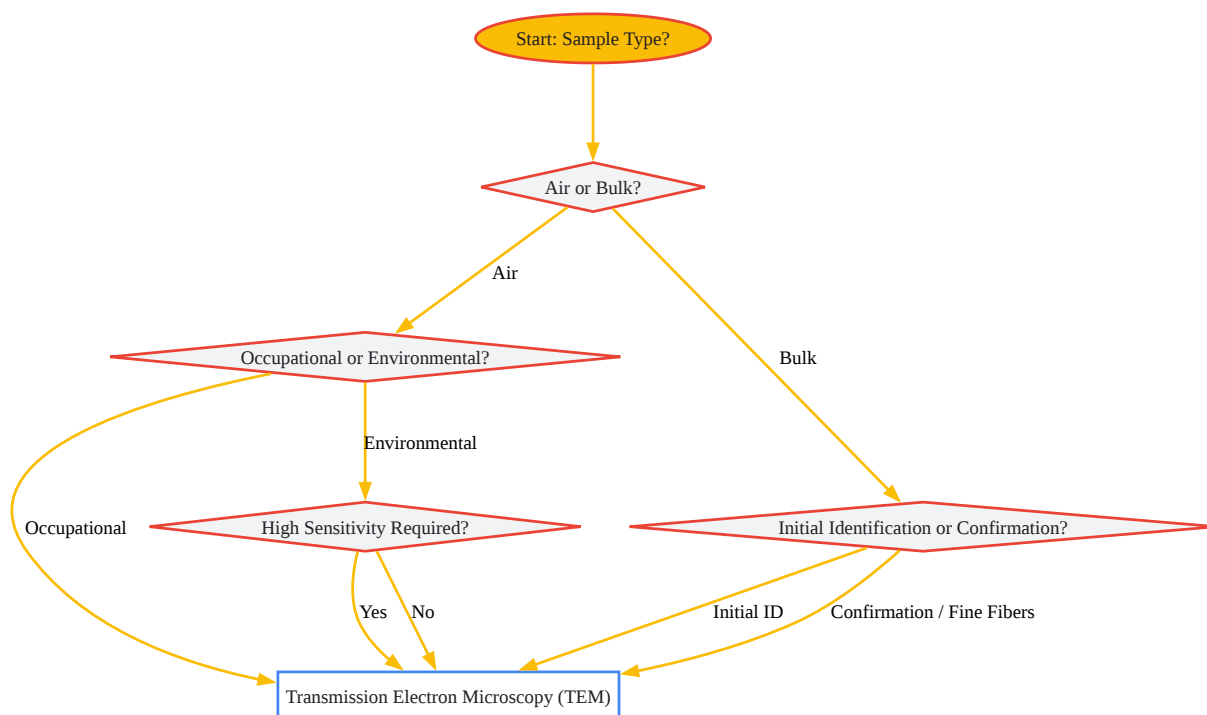 Start: Sample Type?
Air or Bulk?
Air
Bulk
Occupational or Environmental?
Environmental
Occupational
High Sensitivity Required?
Initial Identification or Confirmation?
Yes
No
Initial ID
Confirmation / Fine Fibers
Transmission Electron Microscopy (TEM)